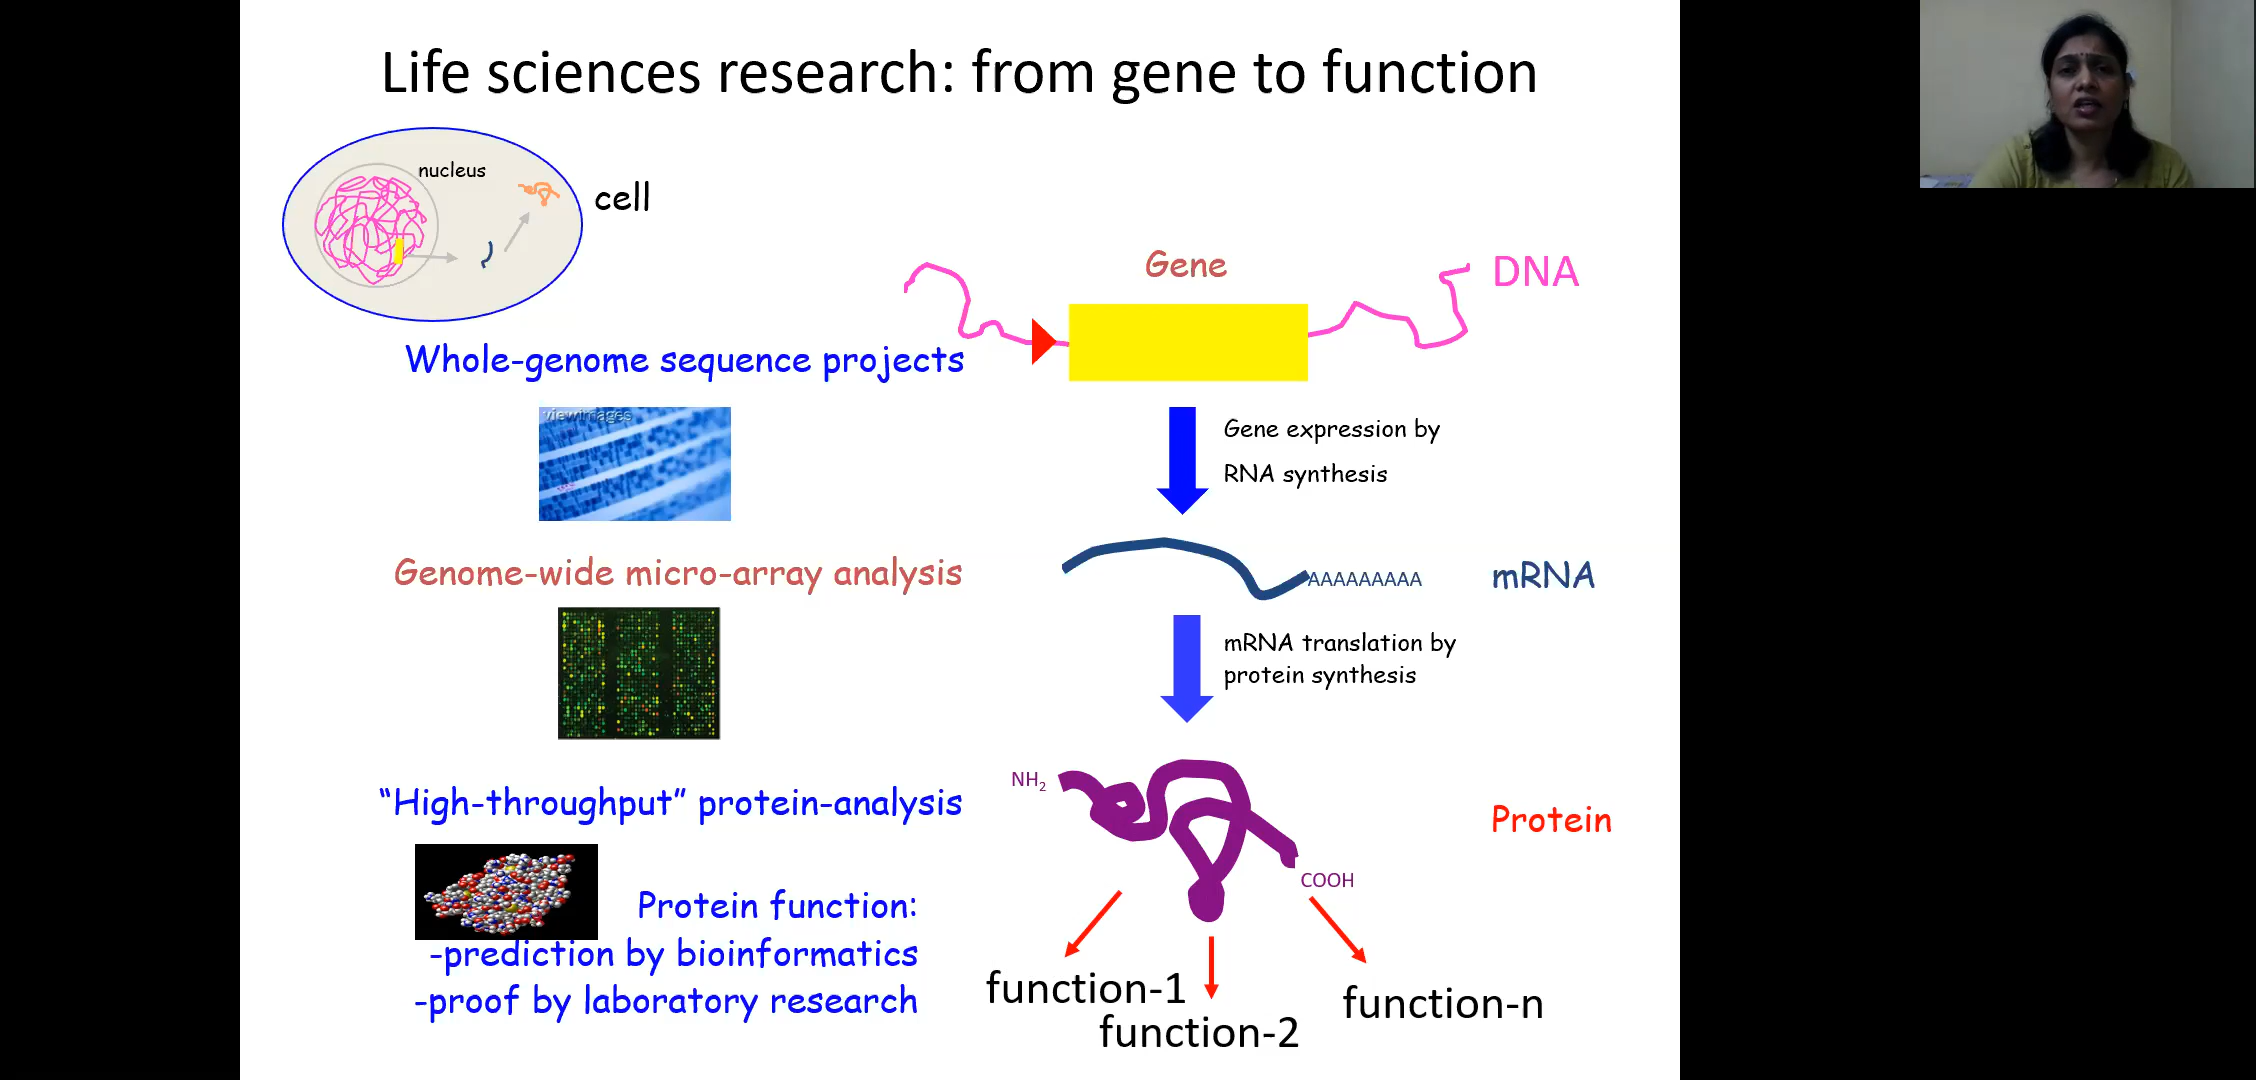 Life sciences research: from gene to function
nucleus
cell
Gene
DNA
Whole-genome sequence projects
viewimages
Gene expression by
RNA synthesis
Genome-wide micro-array analysis
AAAAAAAAA
mRNA
mRNA translation by
protein synthesis
NH2
“High-throughput” protein-analysis
Protein
COOH
Protein function:
-prediction by bioinformatics
-proof by laboratory research
function-1
function-2
function-n